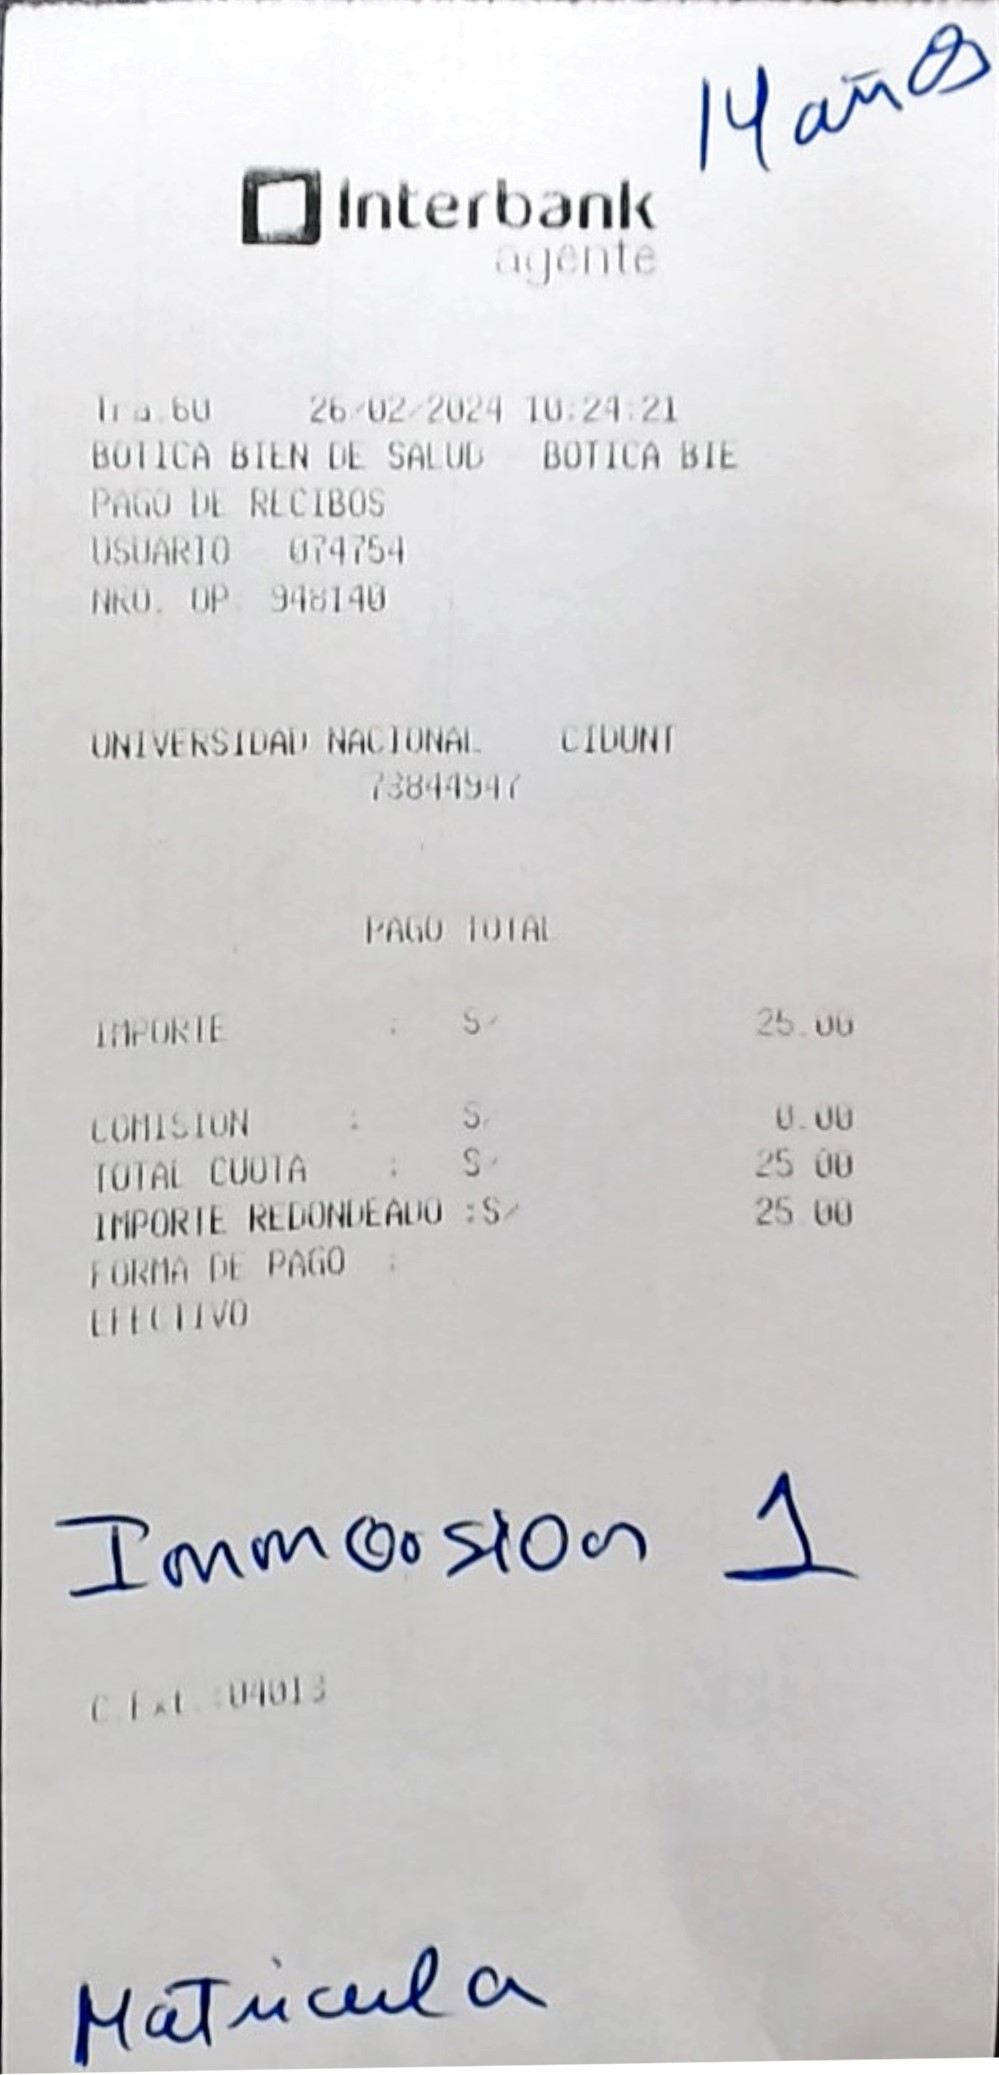 14 años
Interbank
agente
Tra.60 26/02/2024 10:24:21
BOTICA BIEN DE SALUD BOTICA BIE
PAGO DE RECIBOS
USUARIO 074754
NRO. OP 948140
UNIVERSIDAD NACIONAL CIDUNT
73844947
PAGO TOTAL
IMPORTE : S/ 25.00
COMISION : S/ 0.00
TOTAL CUOTA : S/ 25.00
IMPORTE REDONDEADO :S/ 25.00
FORMA DE PAGO :
EFECTIVO
1
C.Ext.:04013
Matricula